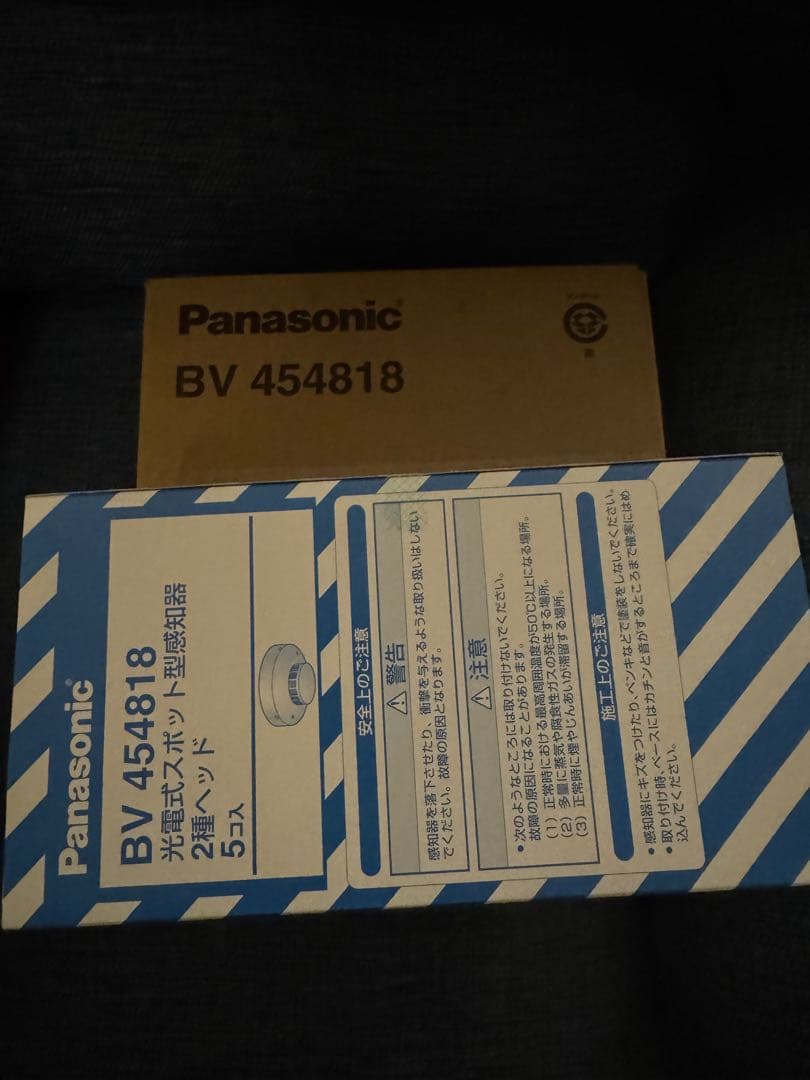 Panasonic
BV 454818
Panasonic
BV 454818
光電式スポット型感知器
2種ヘッド
5コ入
安全上のご注意
警告
感知器を落下させたり、衝撃を与えるような取り扱いはしない
でください。故障の原因となります。
注意
•次のようなところには取り付けないでください。
故障の原因になることがあります。
(1) 正常時における最高周囲温度が50℃以上になる場所。
(2) 多量に蒸気や腐食性ガスの発生する場所。
(3) 正常時に煙やじんあいが滞留する場所。
施工上のご注意
•感知器にキズをつけたり、ペンキなどで塗装をしないでください。
•取り付け時、ベースにはカチンと音がするところまで確実にはめ
込んでください。